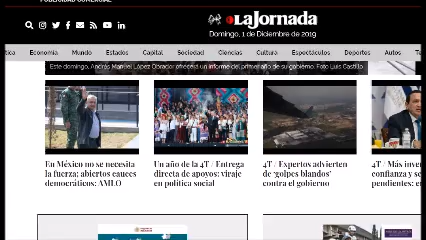 PUBLICIDAD COMERCIAL
LaJornada
Domingo, 1 de Diciembre de 2019
Economía Mundo Estados Capital Sociedad Ciencias Cultura Espectáculos Deportes Autos
Este domingo, Andrés Manuel López Obrador ofrecerá un informe del primer año de su gobierno. Foto Luis Castillo
En México no se necesita
la fuerza; abiertos cauces
democráticos: AMLO
Un año de la 4T / Entrega
directa de apoyos: viraje
en política social
4T / Expertos advierten
de ‘golpes blandos’
contra el gobierno
4T / Más inver
confianza y se
pendientes: e